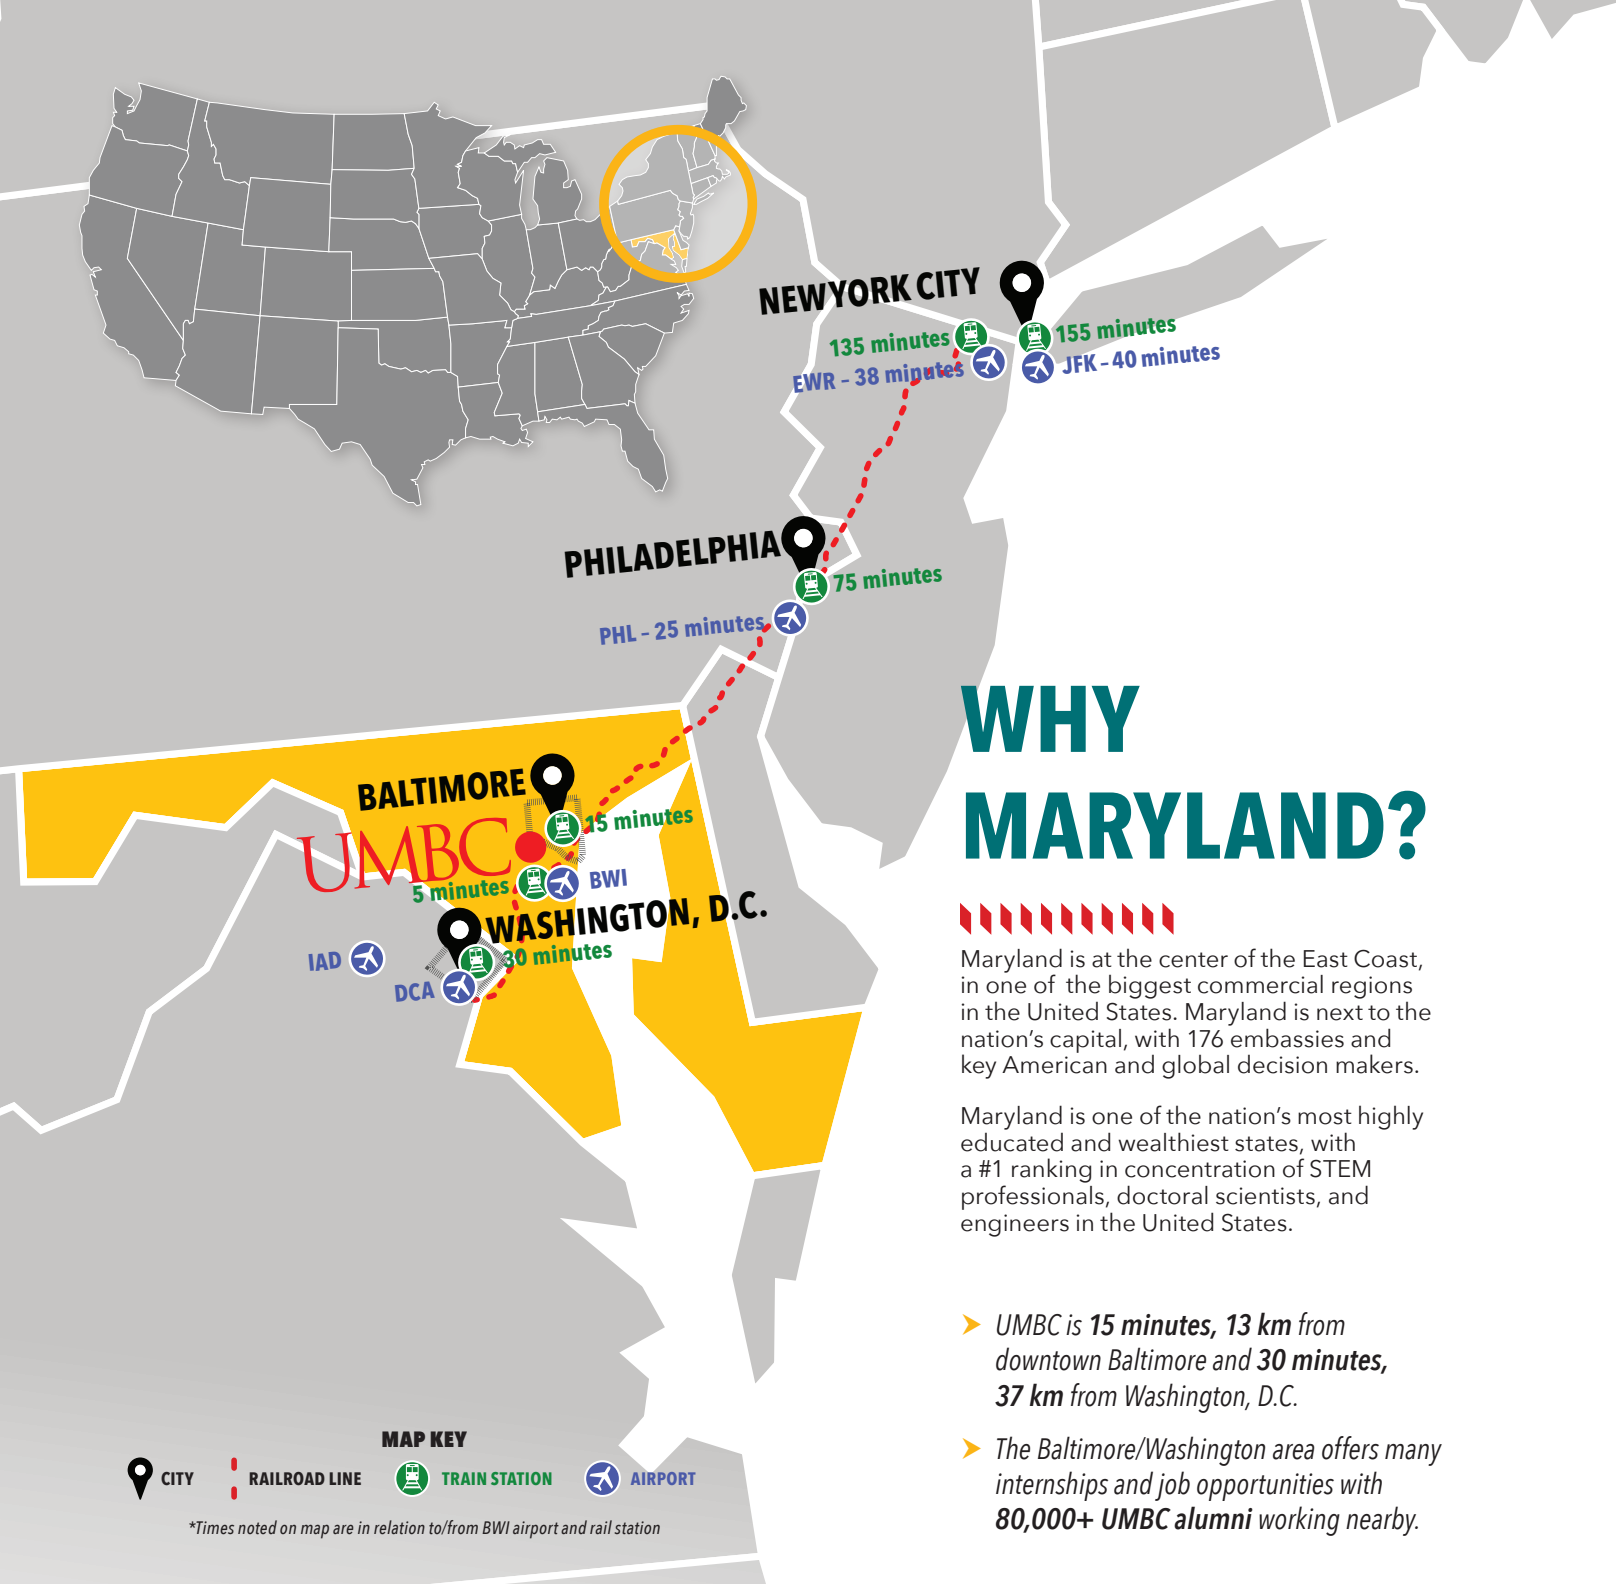 NEW YORK CITY
135 minutes
155 minutes
EWR – 38 minutes
JFK – 40 minutes
PHILADELPHIA
75 minutes
PHL – 25 minutes
BALTIMORE
UMBC
15 minutes
5 minutes
BWI
WASHINGTON, D.C.
30 minutes
IAD
DCA
WHY
MARYLAND?
Maryland is at the center of the East Coast,
in one of the biggest commercial regions
in the United States. Maryland is next to the
nation’s capital, with 176 embassies and
key American and global decision makers.
Maryland is one of the nation’s most highly
educated and wealthiest states, with
a #1 ranking in concentration of STEM
professionals, doctoral scientists, and
engineers in the United States.
UMBC is 15 minutes, 13 km from
downtown Baltimore and 30 minutes,
37 km from Washington, D.C.
The Baltimore/Washington area offers many
internships and job opportunities with
80,000+ UMBC alumni working nearby.
MAP KEY
CITY
RAILROAD LINE
TRAIN STATION
AIRPORT
*Times noted on map are in relation to/from BWI airport and rail station